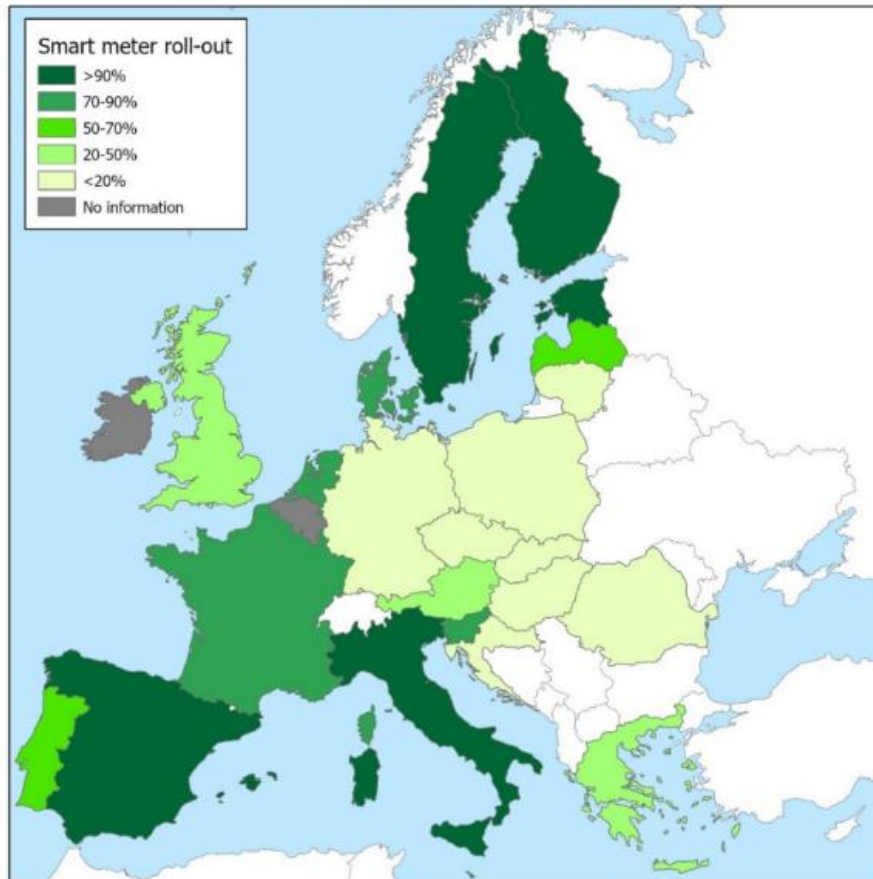 Smart meter roll-out
>90%
70-90%
50-70%
20-50%
<20%
No information